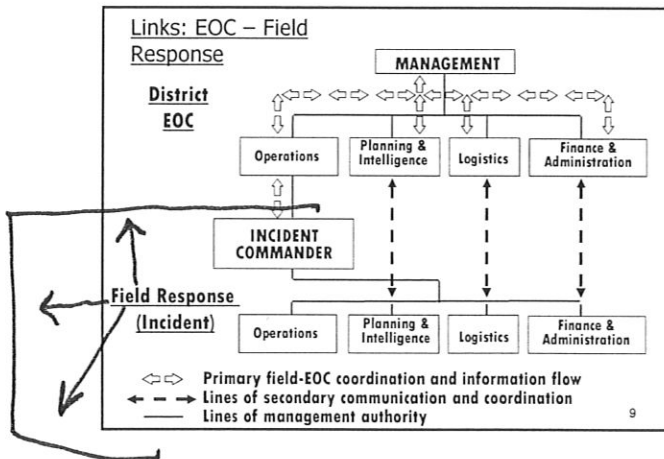 Links: EOC – Field
Response
MANAGEMENT
District
EOC
Operations
Planning &
Intelligence
Logistics
Finance &
Administration
INCIDENT
COMMANDER
Field Response
(Incident)
Operations
Planning &
Intelligence
Logistics
Finance &
Administration
Primary field-EOC coordination and information flow
Lines of secondary communication and coordination
Lines of management authority
9